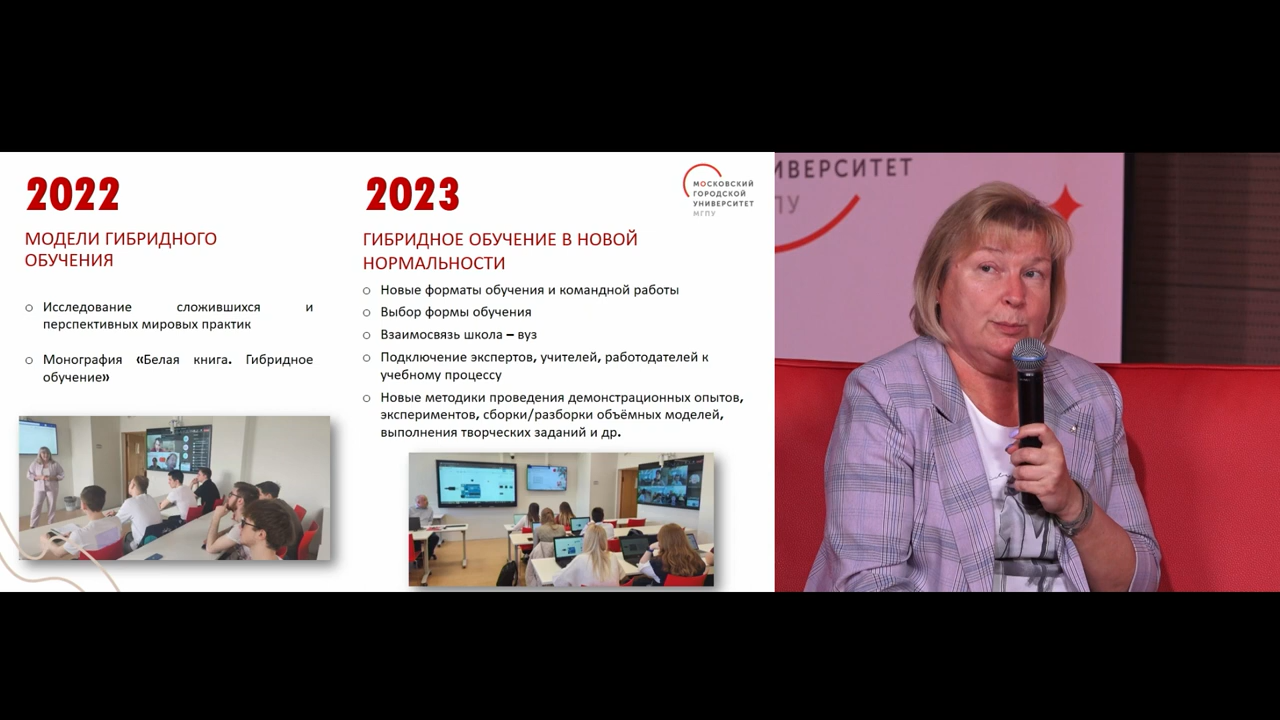 2022
МОДЕЛИ ГИБРИДНОГО
ОБУЧЕНИЯ
○ Исследование сложившихся и
перспективных мировых практик
○ Монография «Белая книга. Гибридное
обучение»
2023
ГИБРИДНОЕ ОБУЧЕНИЕ В НОВОЙ
НОРМАЛЬНОСТИ
○ Новые форматы обучения и командной работы
○ Выбор формы обучения
○ Взаимосвязь школа – вуз
○ Подключение экспертов, учителей, работодателей к
учебному процессу
○ Новые методики проведения демонстрационных опытов,
экспериментов, сборки/разборки объёмных моделей,
выполнения творческих заданий и др.
МОСКОВСКИЙ
ГОРОДСКОЙ
УНИВЕРСИТЕТ
МГПУ
ИВЕРСИТЕТ
ПУ